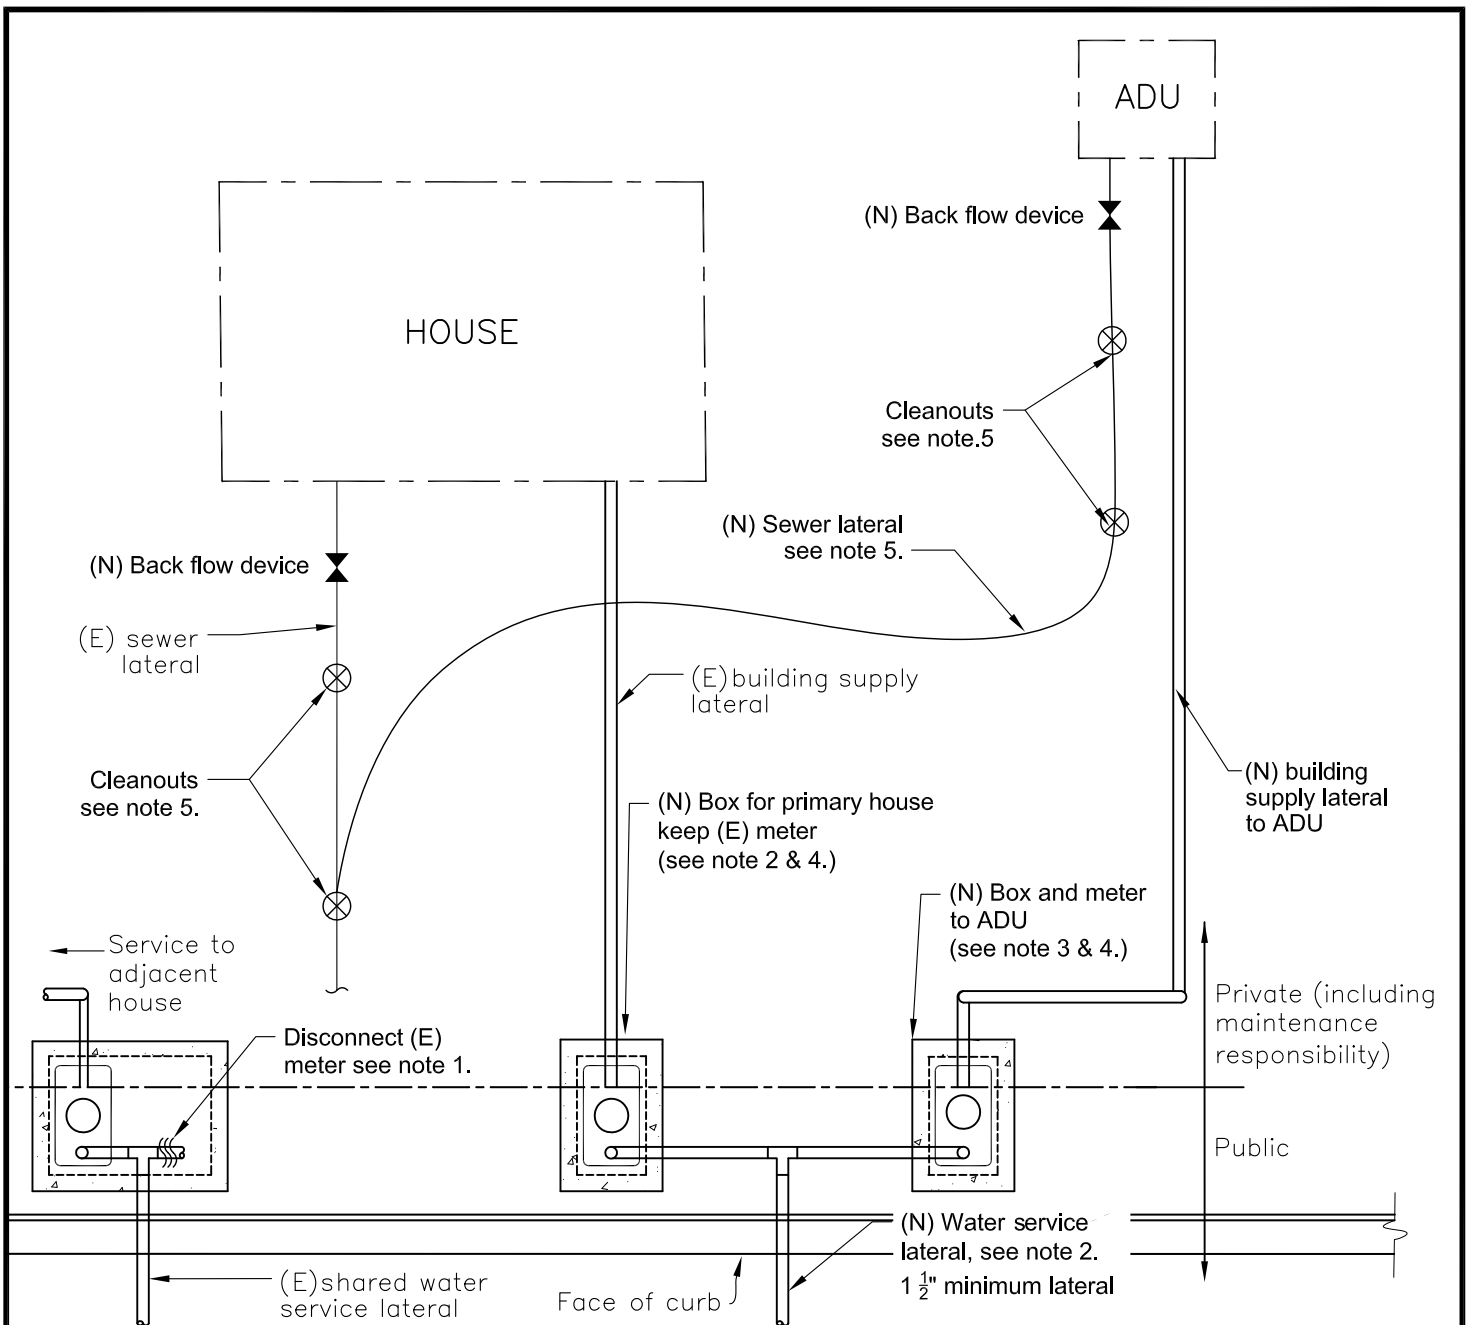 ADU
(N) Back flow device
HOUSE
Cleanouts
see note.5
(N) Sewer lateral
see note 5.
(N) Back flow device
(E) sewer
lateral
(E)building supply
lateral
Cleanouts
see note 5.
(N) building
supply lateral
to ADU
(N) Box for primary house
keep (E) meter
(see note 2 & 4.)
(N) Box and meter
to ADU
(see note 3 & 4.)
Service to
adjacent
house
Private (including
maintenance
responsibility)
Disconnect (E)
meter see note 1.
Public
(N) Water service
lateral, see note 2.
1 1/2" minimum lateral
(E)shared water
service lateral
Face of curb